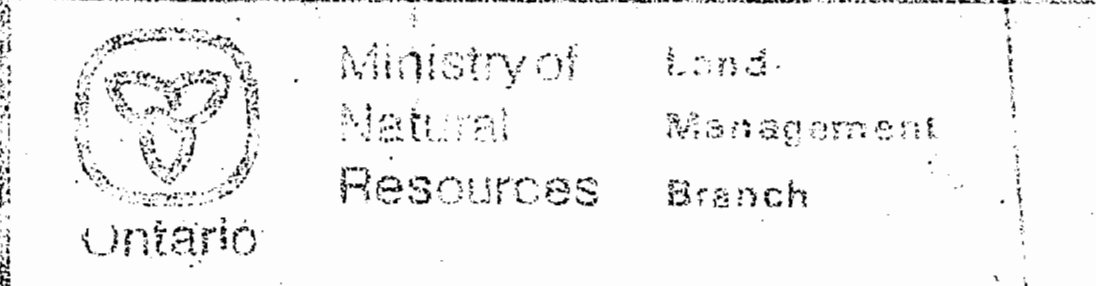 Ministry of
Natural
Resources
Land
Management
Branch
Ontario